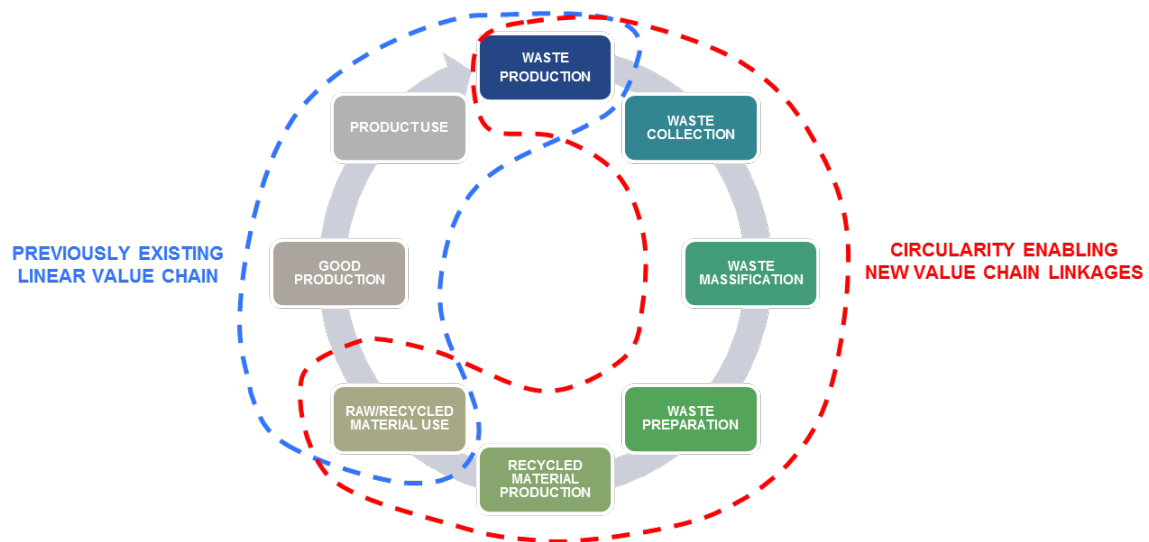 WASTE
PRODUCTION
WASTE
COLLECTION
WASTE
MASSIFICATION
WASTE
PREPARATION
RECYCLED
MATERIAL
PRODUCTION
RAW/RECYCLED
MATERIAL USE
GOOD
PRODUCTION
PRODUCT USE
PREVIOUSLY EXISTING
LINEAR VALUE CHAIN
CIRCULARITY ENABLING
NEW VALUE CHAIN LINKAGES